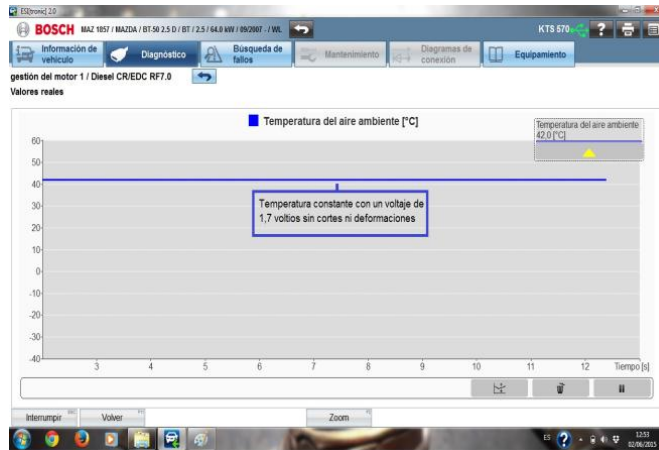 ESI[tronic] 2.0
BOSCH MAZ 1057 / MAZDA / BT-50 2.5 D / BT / 2.5 / 64.0 kW / 09/2007 - / WL KTS 570 ?
Información de vehículo
Diagnóstico
Búsqueda de fallos
Mantenimiento
Diagramas de conexión
Equipamiento
gestión del motor 1 / Diesel CR/EDC RF7.0
Valores reales
Temperatura del aire ambiente [°C]
Temperatura del aire ambiente
42,0 [°C]
60
50
40
30
20
10
0
-10
-20
-30
-40
Temperatura constante con un voltaje de
1,7 voltios sin cortes ni deformaciones
3 4 5 6 7 8 9 10 11 12 Tiempo [s]
Interrumpir Volver Zoom
ES 12:53
02/06/2015